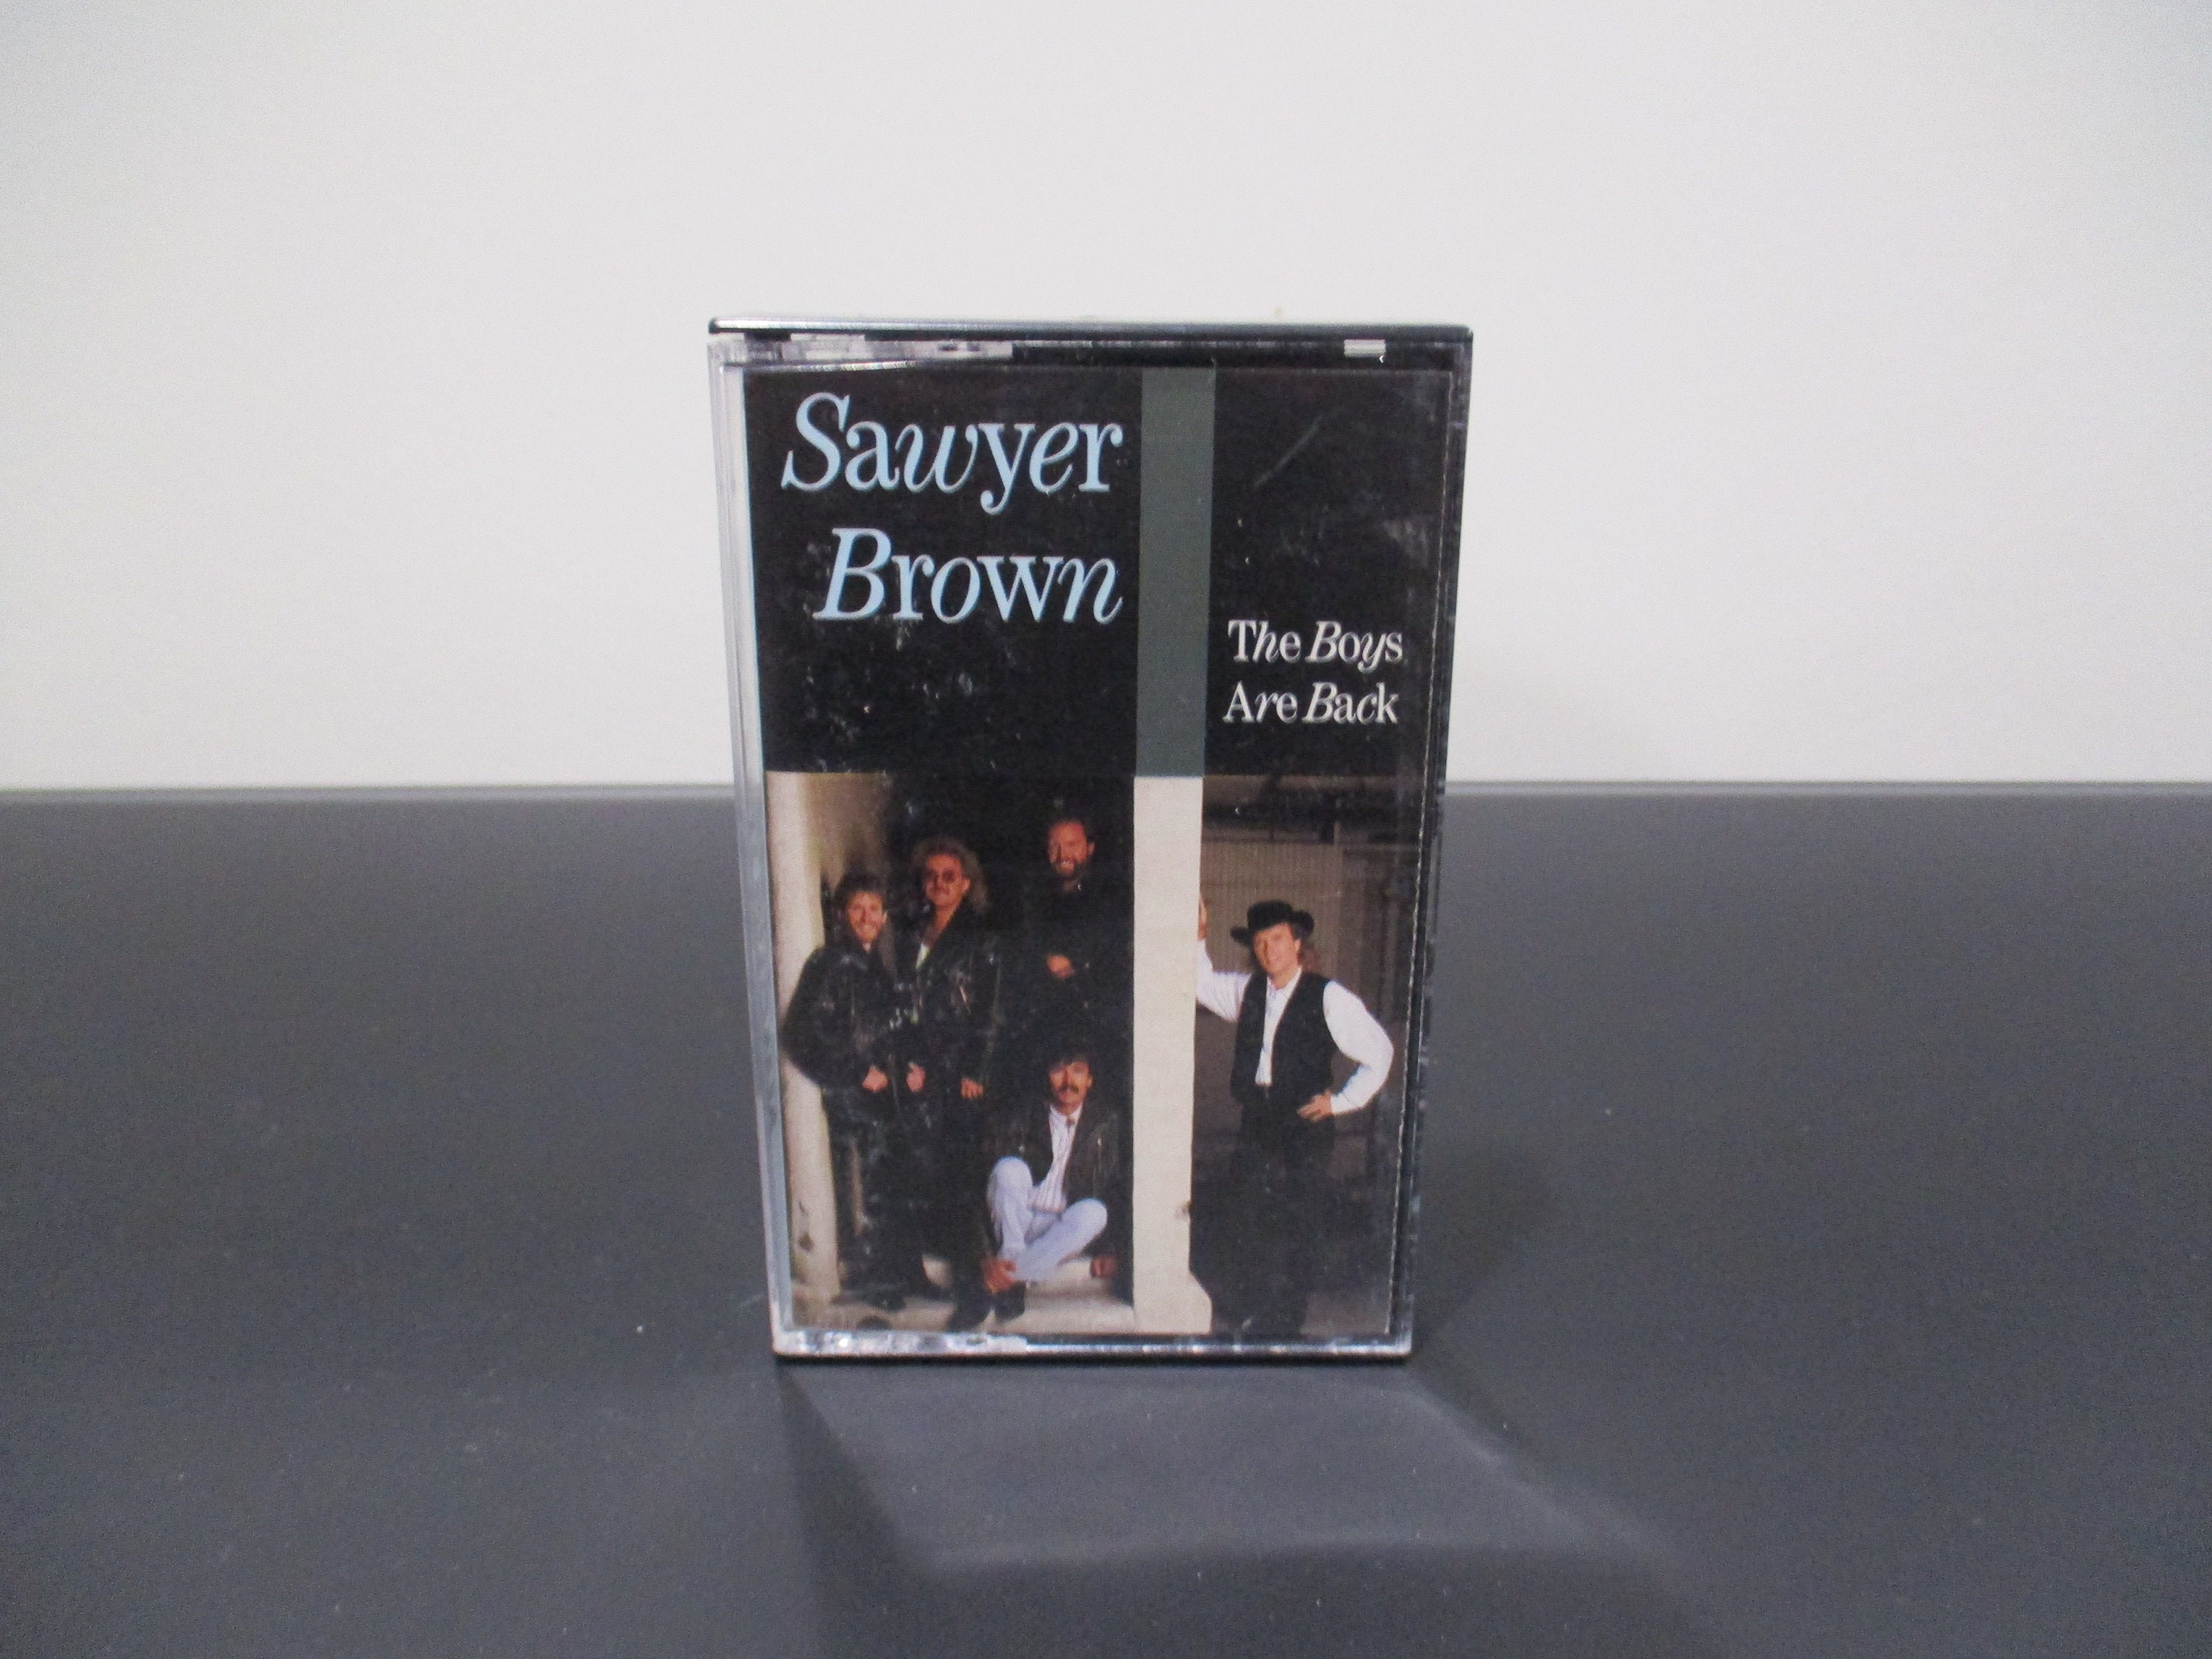 Sawyer
Brown
The Boys
Are Back